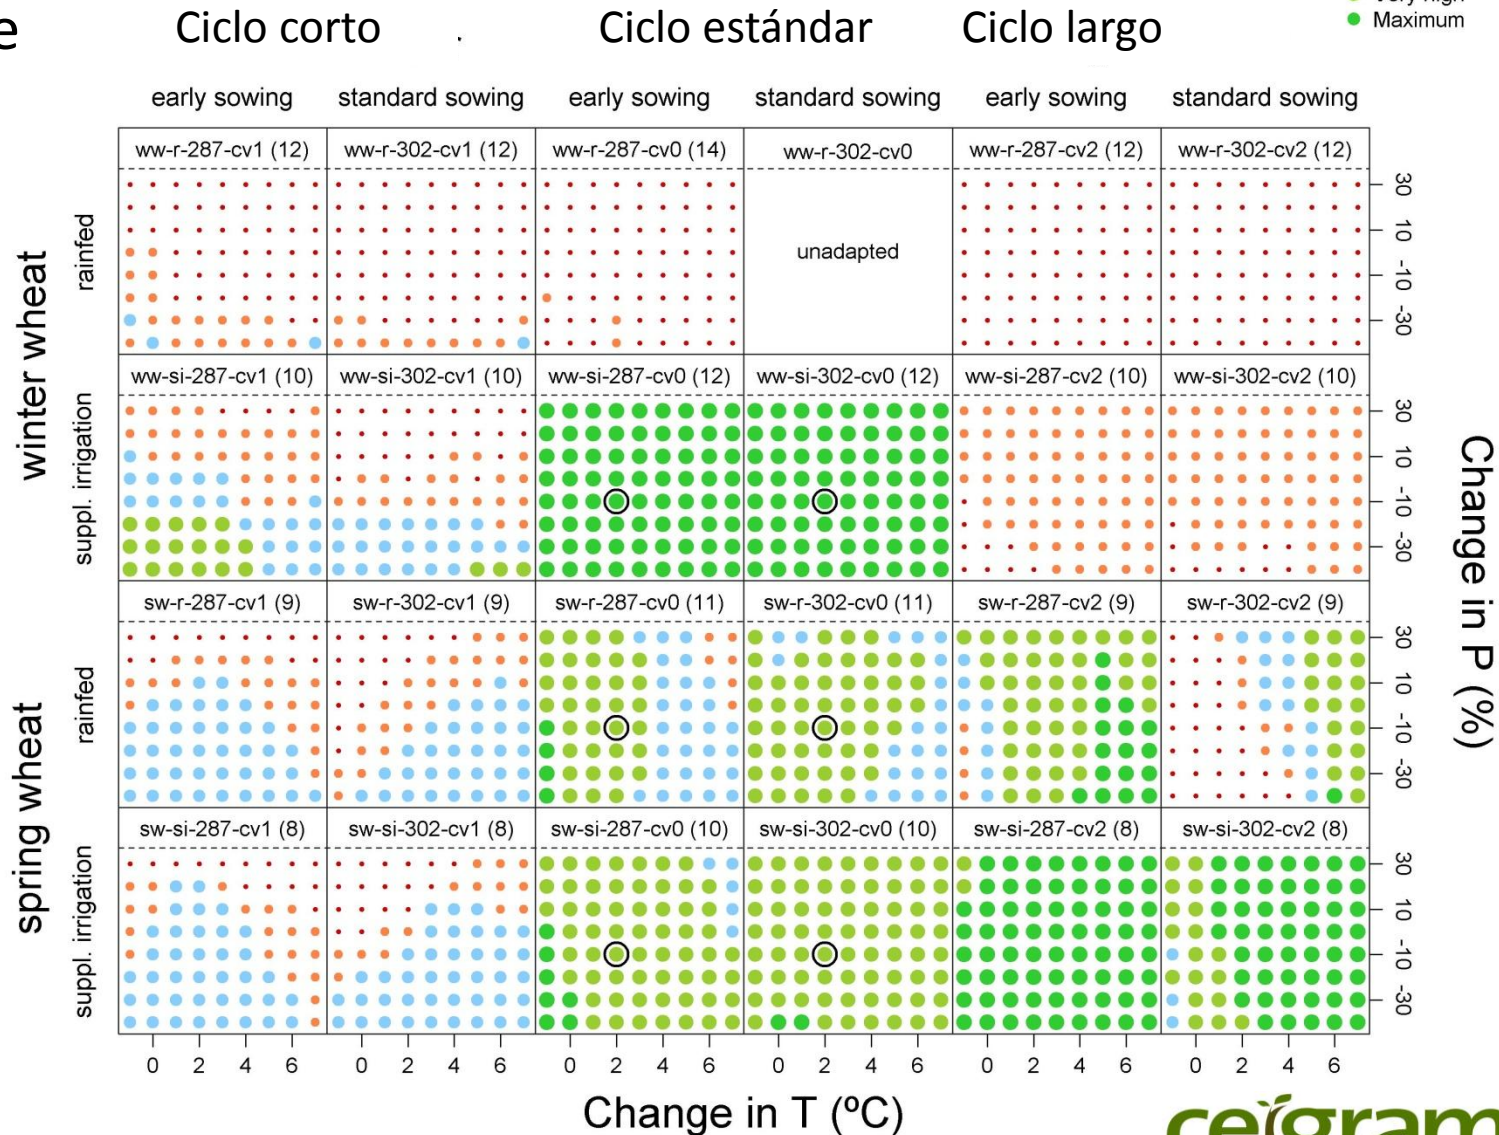 Maximum
e Ciclo corto . Ciclo estándar Ciclo largo
early sowing standard sowing early sowing standard sowing early sowing standard sowing
ww-r-287-cv1 (12) ww-r-302-cv1 (12) ww-r-287-cv0 (14) ww-r-302-cv0 ww-r-287-cv2 (12) ww-r-302-cv2 (12)
unadapted
ww-si-287-cv1 (10) ww-si-302-cv1 (10) ww-si-287-cv0 (12) ww-si-302-cv0 (12) ww-si-287-cv2 (10) ww-si-302-cv2 (10)
sw-r-287-cv1 (9) sw-r-302-cv1 (9) sw-r-287-cv0 (11) sw-r-302-cv0 (11) sw-r-287-cv2 (9) sw-r-302-cv2 (9)
sw-si-287-cv1 (8) sw-si-302-cv1 (8) sw-si-287-cv0 (10) sw-si-302-cv0 (10) sw-si-287-cv2 (8) sw-si-302-cv2 (8)
winter wheat
rainfed
suppl. irrigation
spring wheat
rainfed
suppl. irrigation
30 10 -10 -30
30 10 -10 -30
30 10 -10 -30
30 10 -10 -30
Change in P (%)
0 2 4 6 0 2 4 6 0 2 4 6 0 2 4 6 0 2 4 6 0 2 4 6
Change in T (ºC)
ceigram